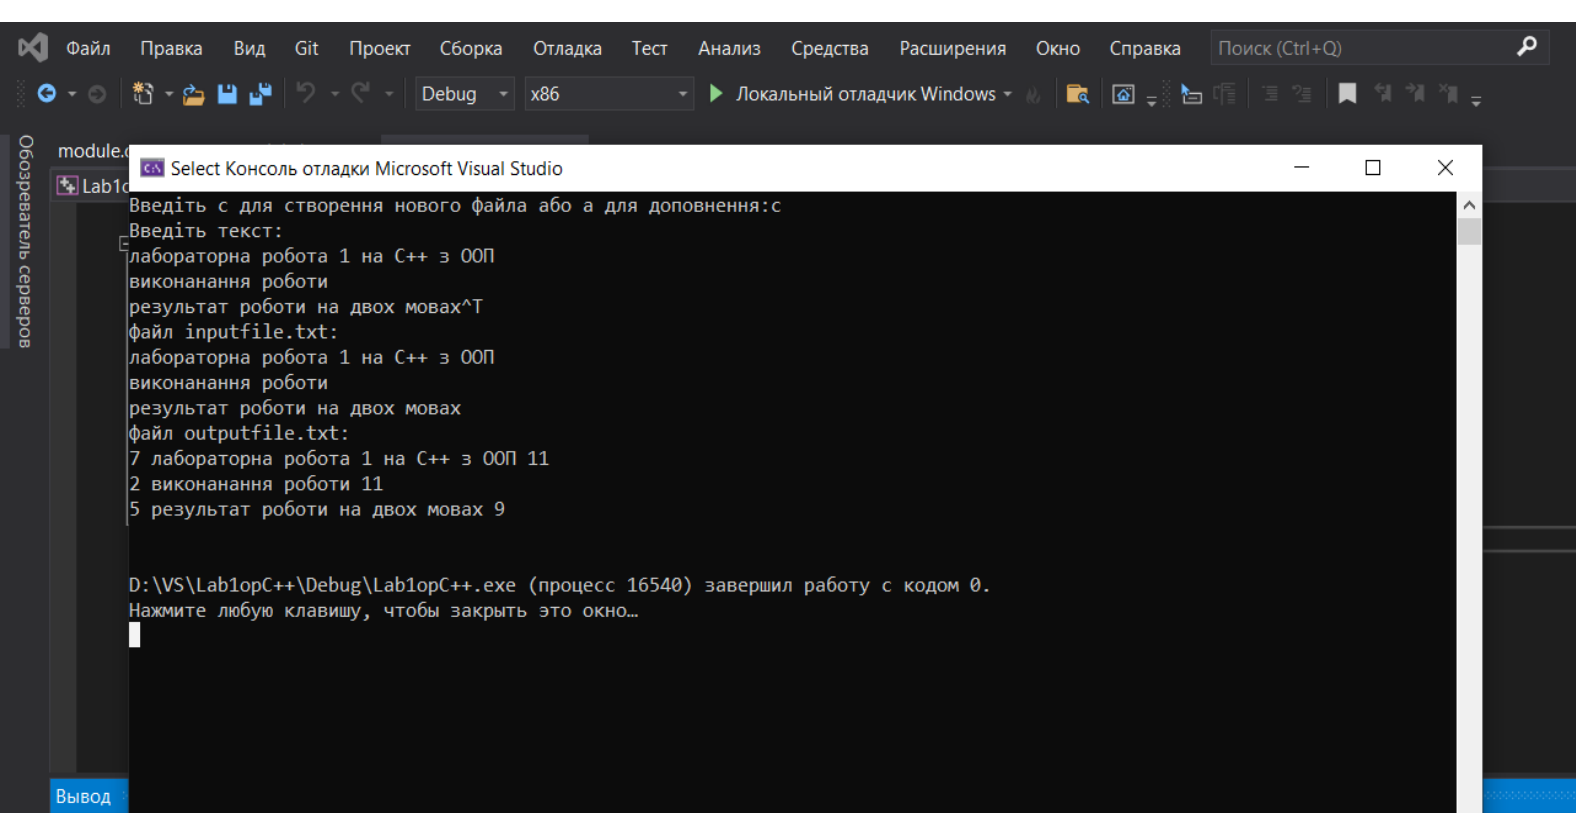 Файл Правка Вид Git Проект Сборка Отладка Тест Анализ Средства Расширения Окно Справка Поиск (Ctrl+Q)
Debug x86 Локальный отладчик Windows
Обозреватель серверов
module.
Select Консоль отладки Microsoft Visual Studio
Lab1
Введіть c для створення нового файла або a для доповнення:c
Введіть текст:
лабораторна робота 1 на C++ з ООП
виконанання роботи
результат роботи на двох мовах^T
файл inputfile.txt:
лабораторна робота 1 на C++ з ООП
виконанання роботи
результат роботи на двох мовах
файл outputfile.txt:
7 лабораторна робота 1 на C++ з ООП 11
2 виконанання роботи 11
5 результат роботи на двох мовах 9
D:\VS\Lab1opC++\Debug\Lab1opC++.exe (процесс 16540) завершил работу с кодом 0.
Нажмите любую клавишу, чтобы закрыть это окно…
Вывод